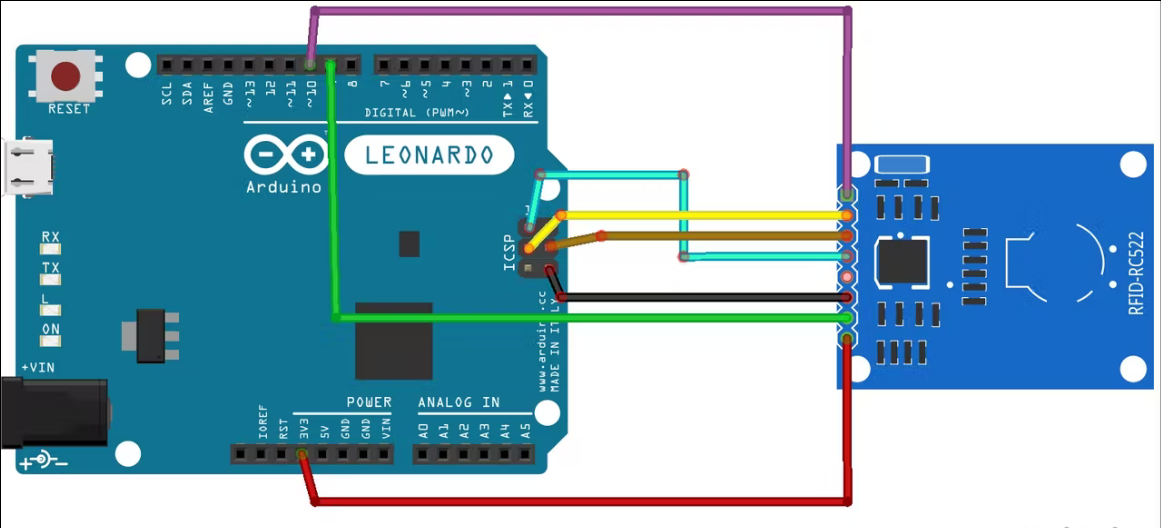 RESET
SCL
SDA
AREF
GND
~13
12
~11
~10
8
7
~6
~5
4
~3
2
TX▶ 1
RX◀ 0
DIGITAL (PWM~)
Arduino
LEONARDO
ICSP
RX
TX
L
ON
+VIN
www.arduino.cc
MADE IN ITALY
POWER
IOREF
RST
3V3
5V
GND
GND
VIN
ANALOG IN
A0
A1
A2
A3
A4
A5
RFID-RC522